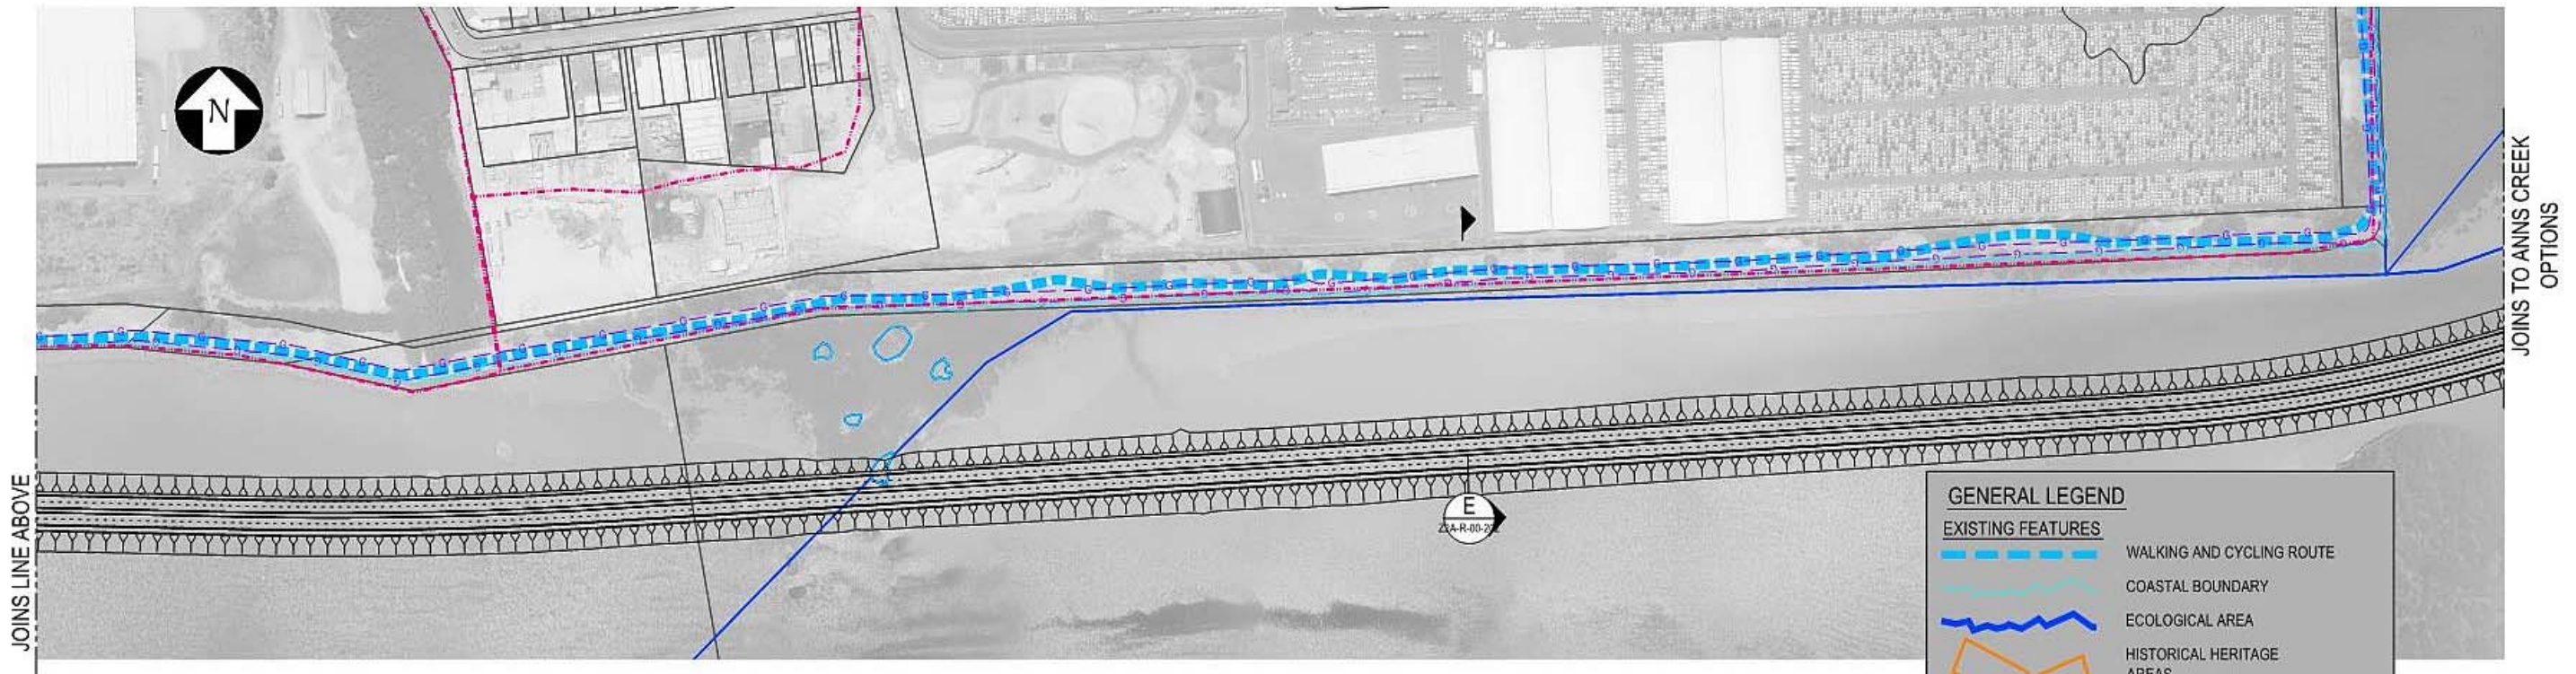 N
JOINS LINE ABOVE
JOINS TO ANNS CREEK
OPTIONS
E
GENERAL LEGEND
EXISTING FEATURES
WALKING AND CYCLING ROUTE
COASTAL BOUNDARY
ECOLOGICAL AREA
HISTORICAL HERITAGE
AREAS